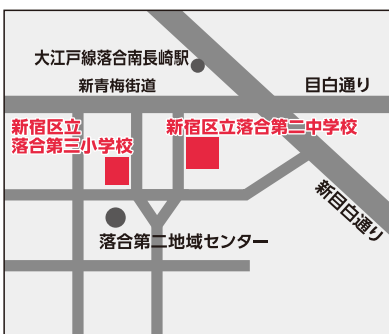 大江戸線落合南長崎駅
新青梅街道
目白通り
新宿区立
落合第三小学校
新宿区立落合第二中学校
新目白通り
落合第二地域センター